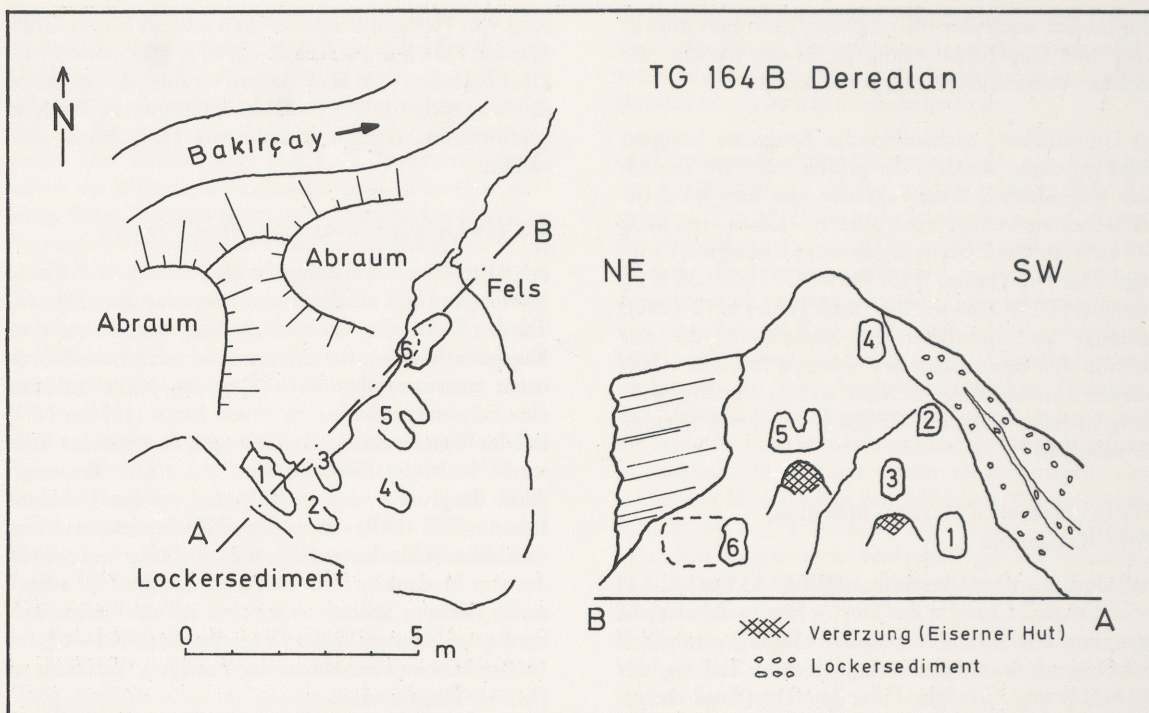 N
Bakırçay
Abraum
Abraum
B
Fels
6
5
4
3
2
1
A
Lockersediment
0 5
m
TG 164 B Derealan
NE SW
4
2
5
3
1
6
B A
Vererzung (Eiserner Hut)
Lockersediment